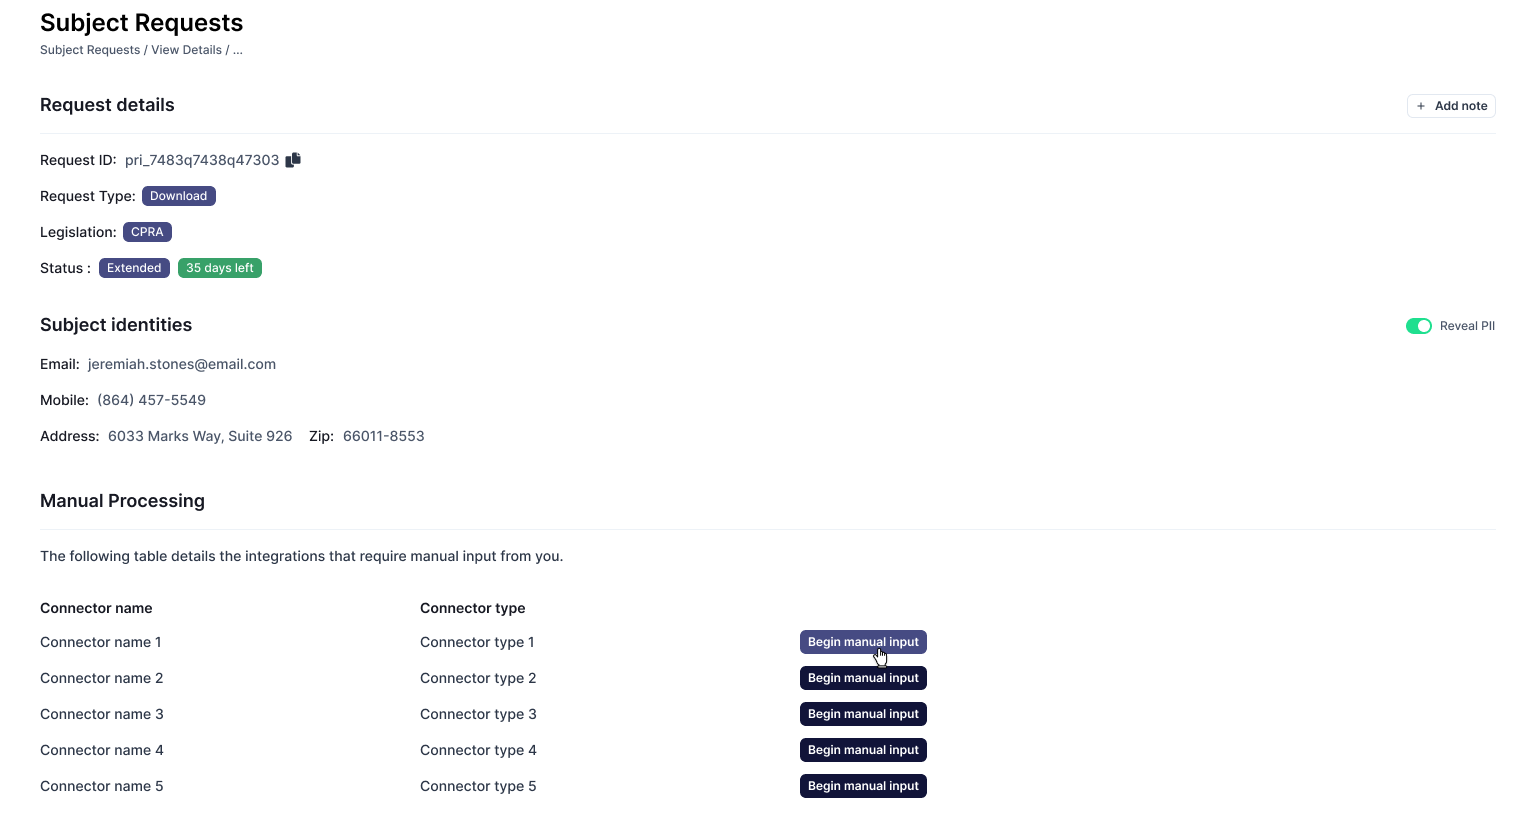 Subject Requests
Subject Requests / View Details / ...
Request details
+ Add note
Request ID: pri_7483q7438q47303
Request Type: Download
Legislation: CPRA
Status : Extended 35 days left
Subject identities
Reveal PII
Email: jeremiah.stones@email.com
Mobile: (864) 457-5549
Address: 6033 Marks Way, Suite 926 Zip: 66011-8553
Manual Processing
The following table details the integrations that require manual input from you.
Connector name Connector type
Connector name 1 Connector type 1 Begin manual input
Connector name 2 Connector type 2 Begin manual input
Connector name 3 Connector type 3 Begin manual input
Connector name 4 Connector type 4 Begin manual input
Connector name 5 Connector type 5 Begin manual input